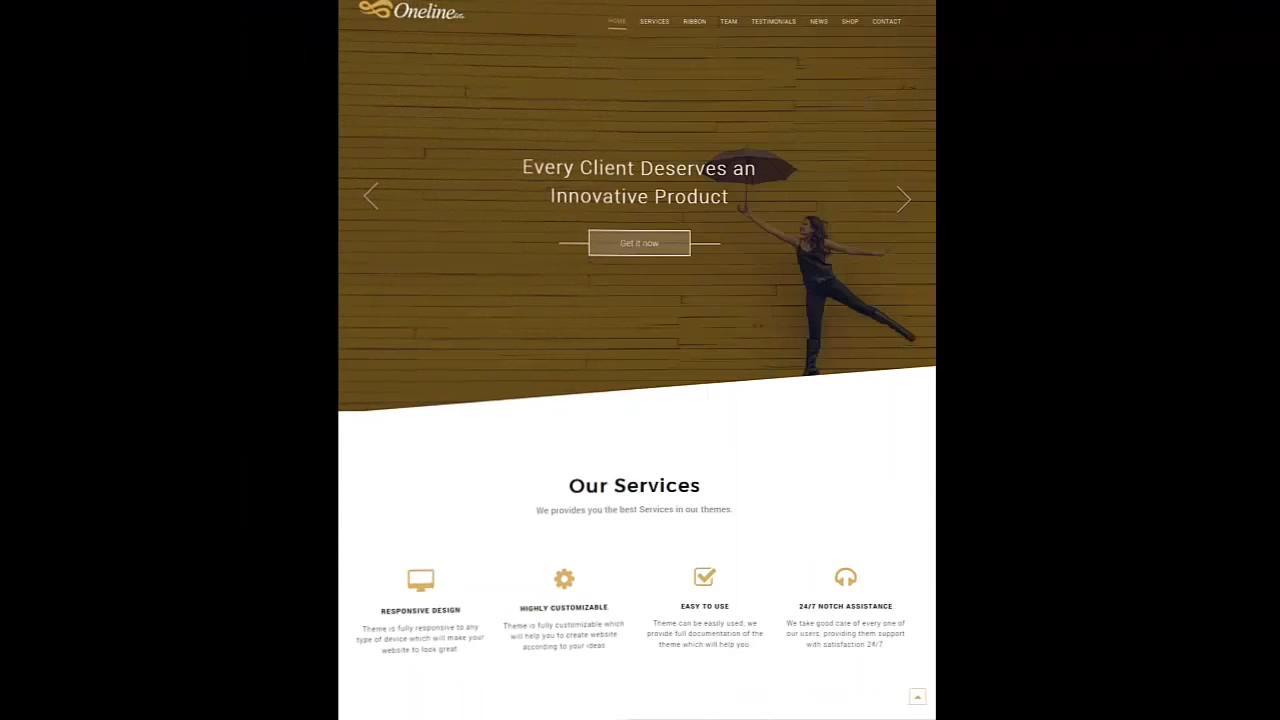 Oneline
HOME SERVICES RIBBON TEAM TESTIMONIALS NEWS SHOP CONTACT
Every Client Deserves an
Innovative Product
Get it now
Our Services
We provides you the best Services in our themes.
RESPONSIVE DESIGN
Theme is fully responsive to any
type of device which will make your
website to look great.
HIGHLY CUSTOMIZABLE
Theme is fully customizable which
will help you to create website
according to your ideas
EASY TO USE
Theme can be easily used, we
provide full documentation of the
theme which will help you.
24/7 NOTCH ASSISTANCE
We take good care of every one of
our users, providing them support
with satisfaction 24/7.